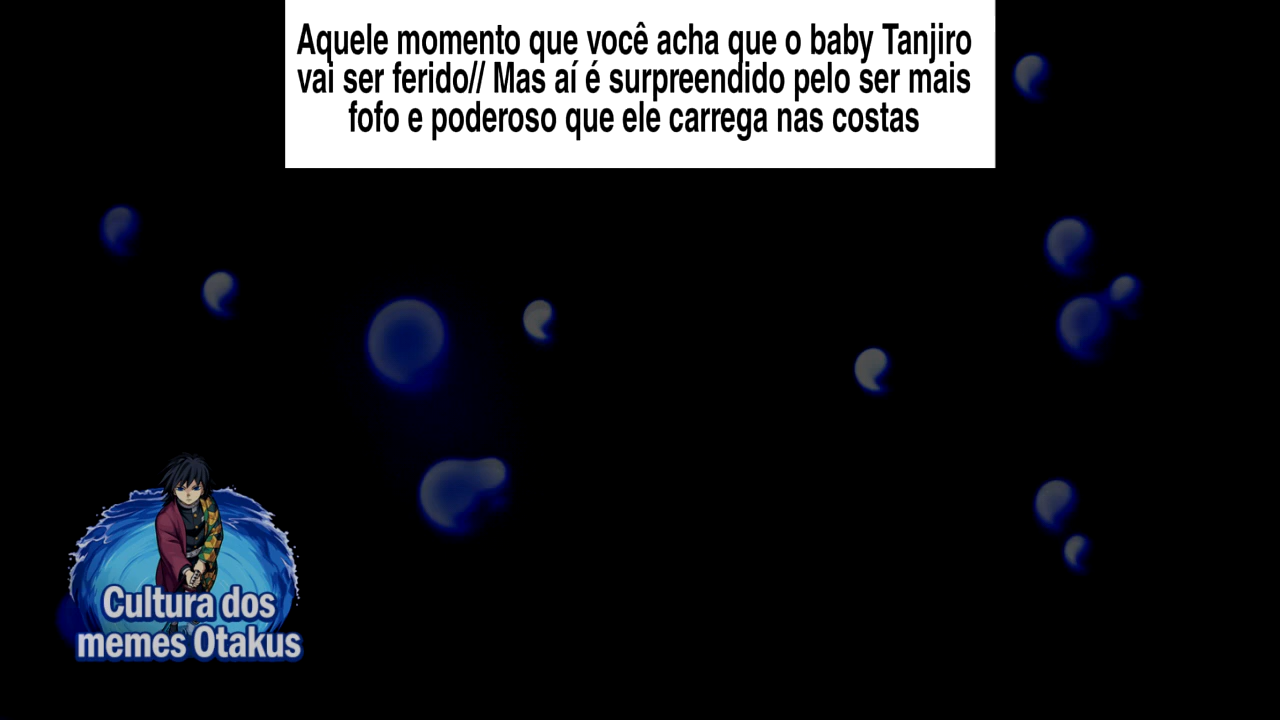 Aquele momento que você acha que o baby Tanjiro
vai ser ferido// Mas aí é surpreendido pelo ser mais
fofo e poderoso que ele carrega nas costas
Cultura dos
memes Otakus